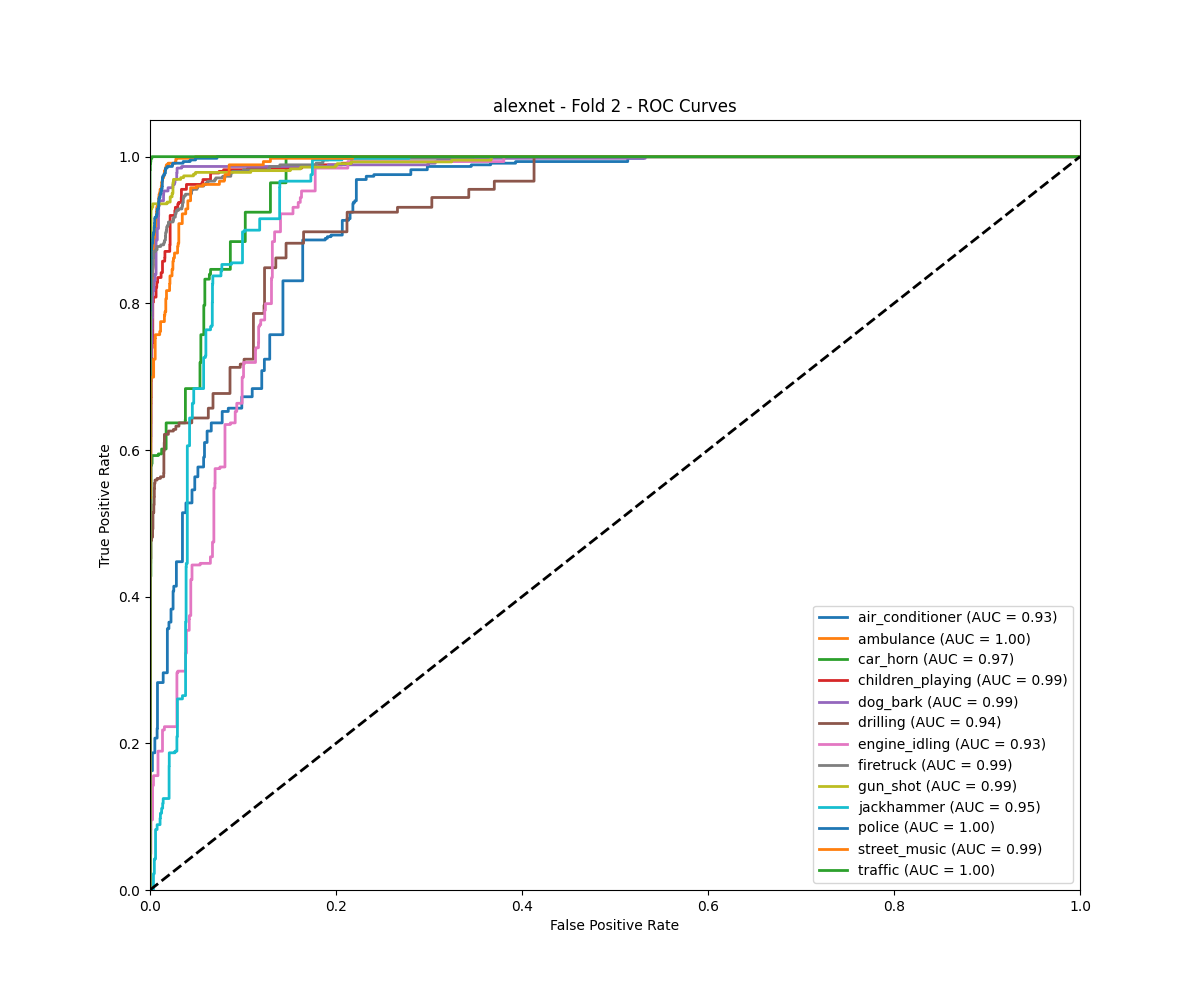 alexnet - Fold 2 - ROC Curves
1.0
0.8
0.6
0.4
0.2
0.0
True Positive Rate
air_conditioner (AUC = 0.93)
ambulance (AUC = 1.00)
car_horn (AUC = 0.97)
children_playing (AUC = 0.99)
dog_bark (AUC = 0.99)
drilling (AUC = 0.94)
engine_idling (AUC = 0.93)
firetruck (AUC = 0.99)
gun_shot (AUC = 0.99)
jackhammer (AUC = 0.95)
police (AUC = 1.00)
street_music (AUC = 0.99)
traffic (AUC = 1.00)
0.0 0.2 0.4 0.6 0.8 1.0
False Positive Rate